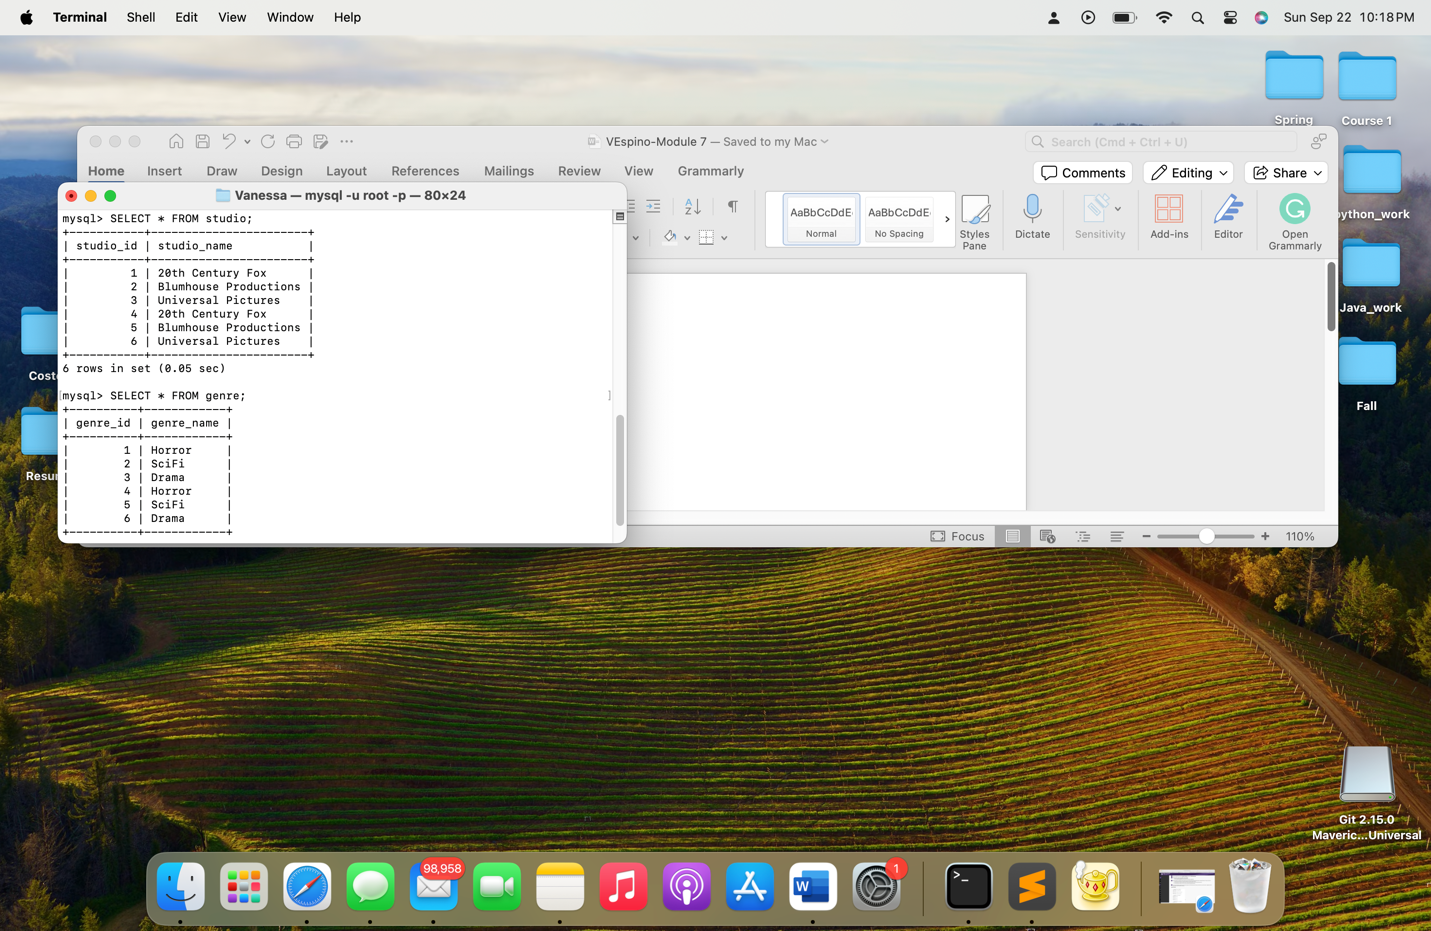 Terminal Shell Edit View Window Help Sun Sep 22 10:18 PM
Spring Course 1
VEspino-Module 7 — Saved to my Mac
Search (Cmd + Ctrl + U)
Home Insert Draw Design Layout References Mailings Review View Grammarly Comments Editing Share
Vanessa — mysql -u root -p — 80×24
AaBbCcDdE AaBbCcDdE
Normal No Spacing
Styles Pane
Dictate
Sensitivity
Add-ins
Editor
Open Grammarly
python_work
Java_work
Fall
mysql> SELECT * FROM studio;
+-----------+----------------------+
| studio_id | studio_name          |
+-----------+----------------------+
|         1 | 20th Century Fox     |
|         2 | Blumhouse Productions |
|         3 | Universal Pictures   |
|         4 | 20th Century Fox     |
|         5 | Blumhouse Productions |
|         6 | Universal Pictures   |
+-----------+----------------------+
6 rows in set (0.05 sec)
[mysql> SELECT * FROM genre; ]
+----------+------------+
| genre_id | genre_name |
+----------+------------+
|        1 | Horror     |
|        2 | SciFi      |
|        3 | Drama      |
|        4 | Horror     |
|        5 | SciFi      |
|        6 | Drama      |
+----------+------------+
Cost
Resu
Focus 110%
Git 2.15.0
Maveric...Universal
98,958
1
>_
W